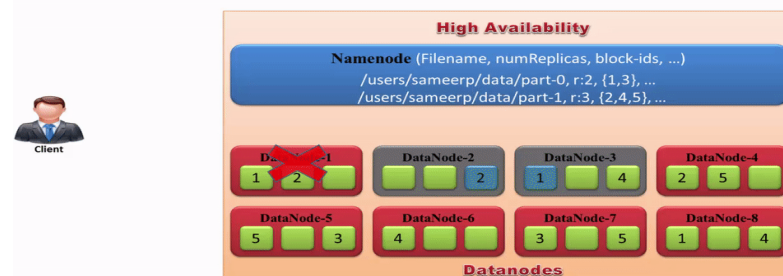 High Availability
Namenode (Filename, numReplicas, block-ids, ...)
/users/sameerp/data/part-0, r:2, {1,3}, ...
/users/sameerp/data/part-1, r:3, {2,4,5}, ...
Client
DataNode-2 DataNode-3 DataNode-4
1 2 2 1 4 2 5
DataNode-5 DataNode-6 DataNode-7 DataNode-8
5 3 4 3 5 1 4
Datanodes